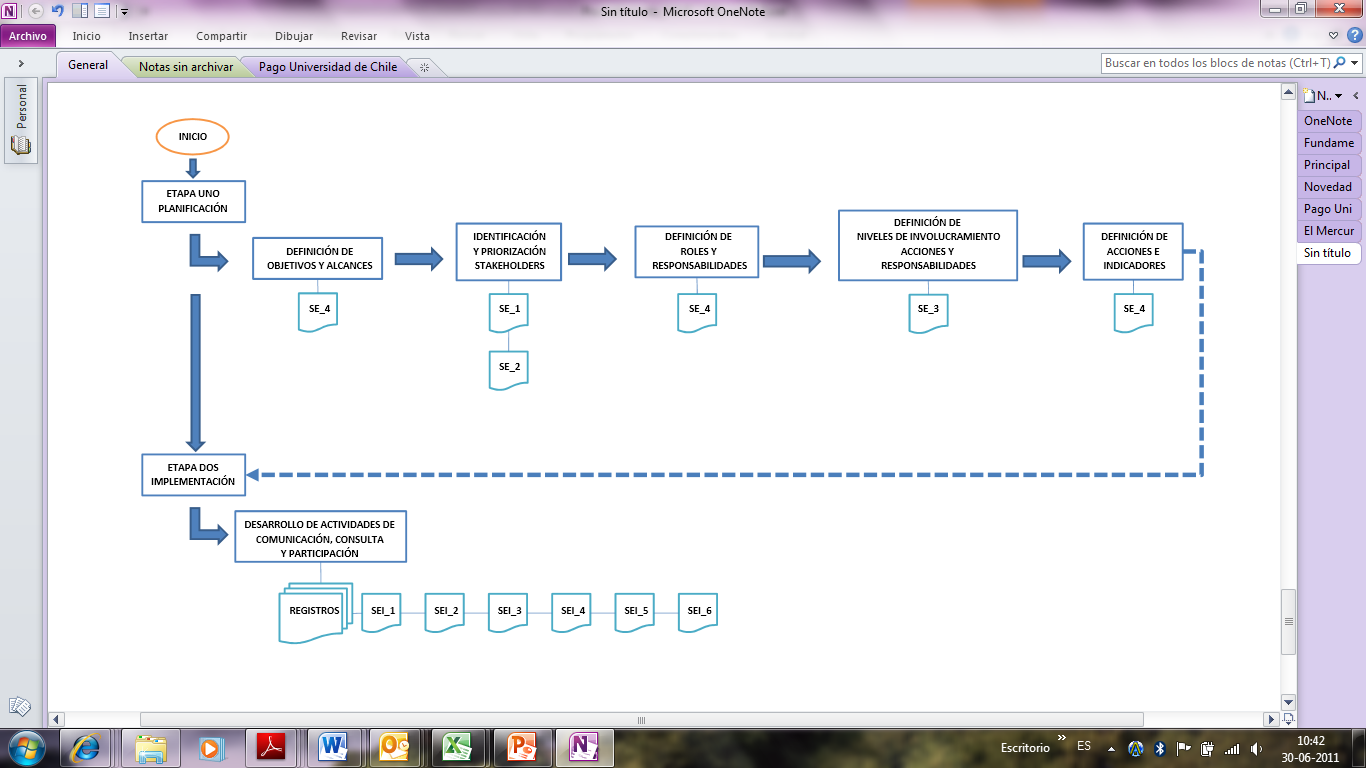 Sin título - Microsoft OneNote
Archivo Inicio Insertar Compartir Dibujar Revisar Vista
General Notas sin archivar Pago Universidad de Chile
Buscar en todos los blocs de notas (Ctrl+T)
Personal
N..
OneNote
Fundame
Principal
Novedad
Pago Uni
El Mercur
Sin título
INICIO
ETAPA UNO
PLANIFICACIÓN
DEFINICIÓN DE
OBJETIVOS Y ALCANCES
SE_4
IDENTIFICACIÓN
Y PRIORIZACIÓN
STAKEHOLDERS
SE_1
SE_2
DEFINICIÓN DE
ROLES Y
RESPONSABILIDADES
SE_4
DEFINICIÓN DE
NIVELES DE INVOLUCRAMIENTO
ACCIONES Y
RESPONSABILIDADES
SE_3
DEFINICIÓN DE
ACCIONES E
INDICADORES
SE_4
ETAPA DOS
IMPLEMENTACIÓN
DESARROLLO DE ACTIVIDADES DE
COMUNICACIÓN, CONSULTA
Y PARTICIPACIÓN
REGISTROS SEI_1 SEI_2 SEI_3 SEI_4 SEI_5 SEI_6
Escritorio » ES
10:42
30-06-2011